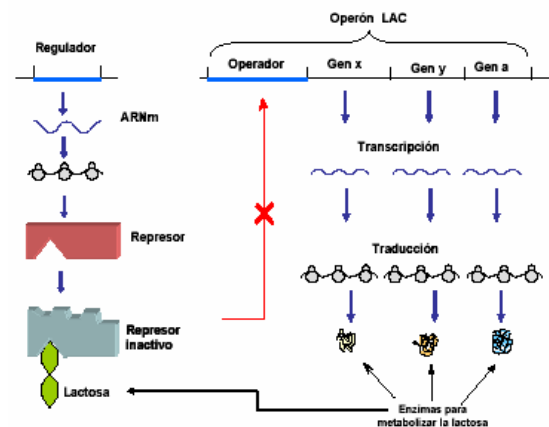 Operón LAC
Regulador
Operador
Gen x
Gen y
Gen a
ARNm
Transcripción
Represor
Traducción
Represor
inactivo
Lactosa
Enzimas para
metabolizar la lactosa